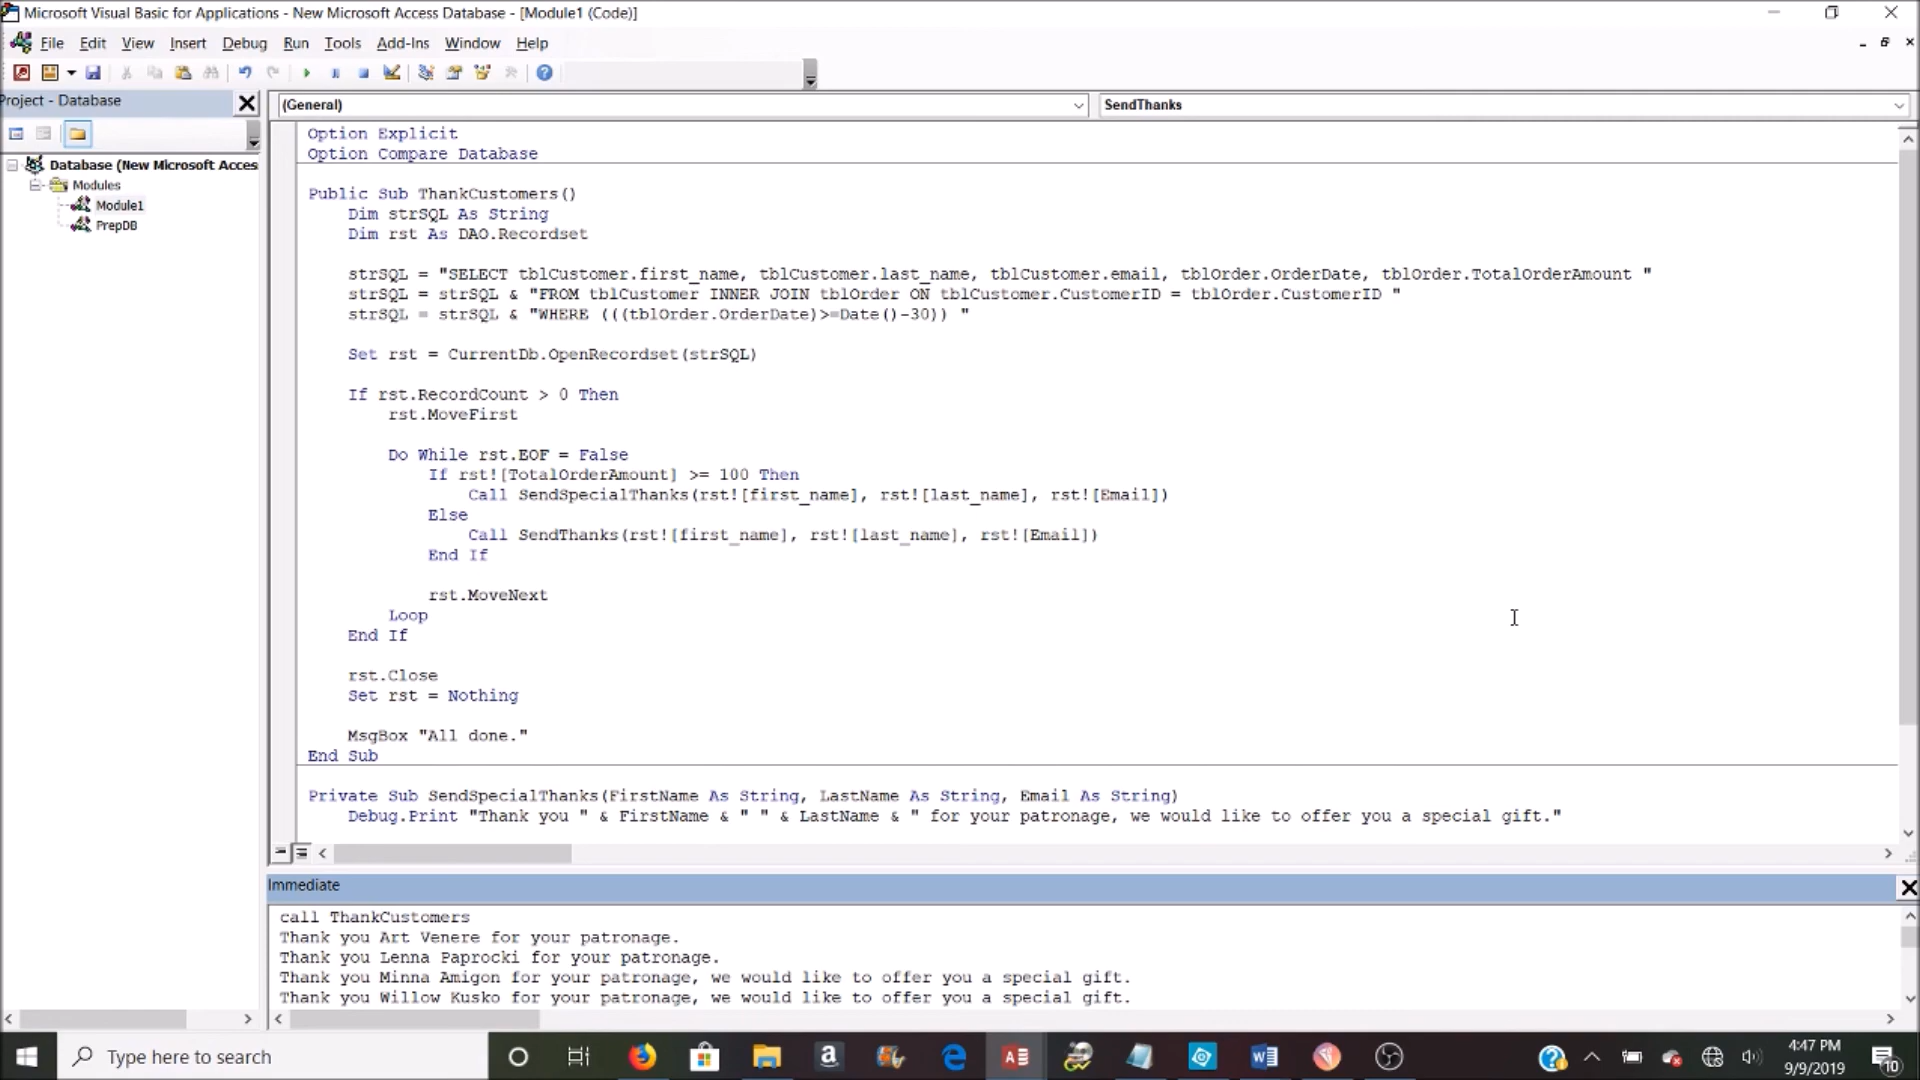 Microsoft Visual Basic for Applications - New Microsoft Access Database - [Module1 (Code)]
File Edit View Insert Debug Run Tools Add-Ins Window Help
Project - Database
(General)
SendThanks
Database (New Microsoft Acces
Modules
Module1
PrepDB
Option Explicit
Option Compare Database
Public Sub ThankCustomers()
Dim strSQL As String
Dim rst As DAO.Recordset
strSQL = "SELECT tblCustomer.first_name, tblCustomer.last_name, tblCustomer.email, tblOrder.OrderDate, tblOrder.TotalOrderAmount "
strSQL = strSQL & "FROM tblCustomer INNER JOIN tblOrder ON tblCustomer.CustomerID = tblOrder.CustomerID "
strSQL = strSQL & "WHERE (((tblOrder.OrderDate)>=Date()-30)) "
Set rst = CurrentDb.OpenRecordset(strSQL)
If rst.RecordCount > 0 Then
rst.MoveFirst
Do While rst.EOF = False
If rst![TotalOrderAmount] >= 100 Then
Call SendSpecialThanks(rst![first_name], rst![last_name], rst![Email])
Else
Call SendThanks(rst![first_name], rst![last_name], rst![Email])
End If
rst.MoveNext
Loop
End If
rst.Close
Set rst = Nothing
MsgBox "All done."
End Sub
Private Sub SendSpecialThanks(FirstName As String, LastName As String, Email As String)
Debug.Print "Thank you " & FirstName & " " & LastName & " for your patronage, we would like to offer you a special gift."
Immediate
call ThankCustomers
Thank you Art Venere for your patronage.
Thank you Lenna Paprocki for your patronage.
Thank you Minna Amigon for your patronage, we would like to offer you a special gift.
Thank you Willow Kusko for your patronage, we would like to offer you a special gift.
Type here to search
4:47 PM
9/9/2019
10